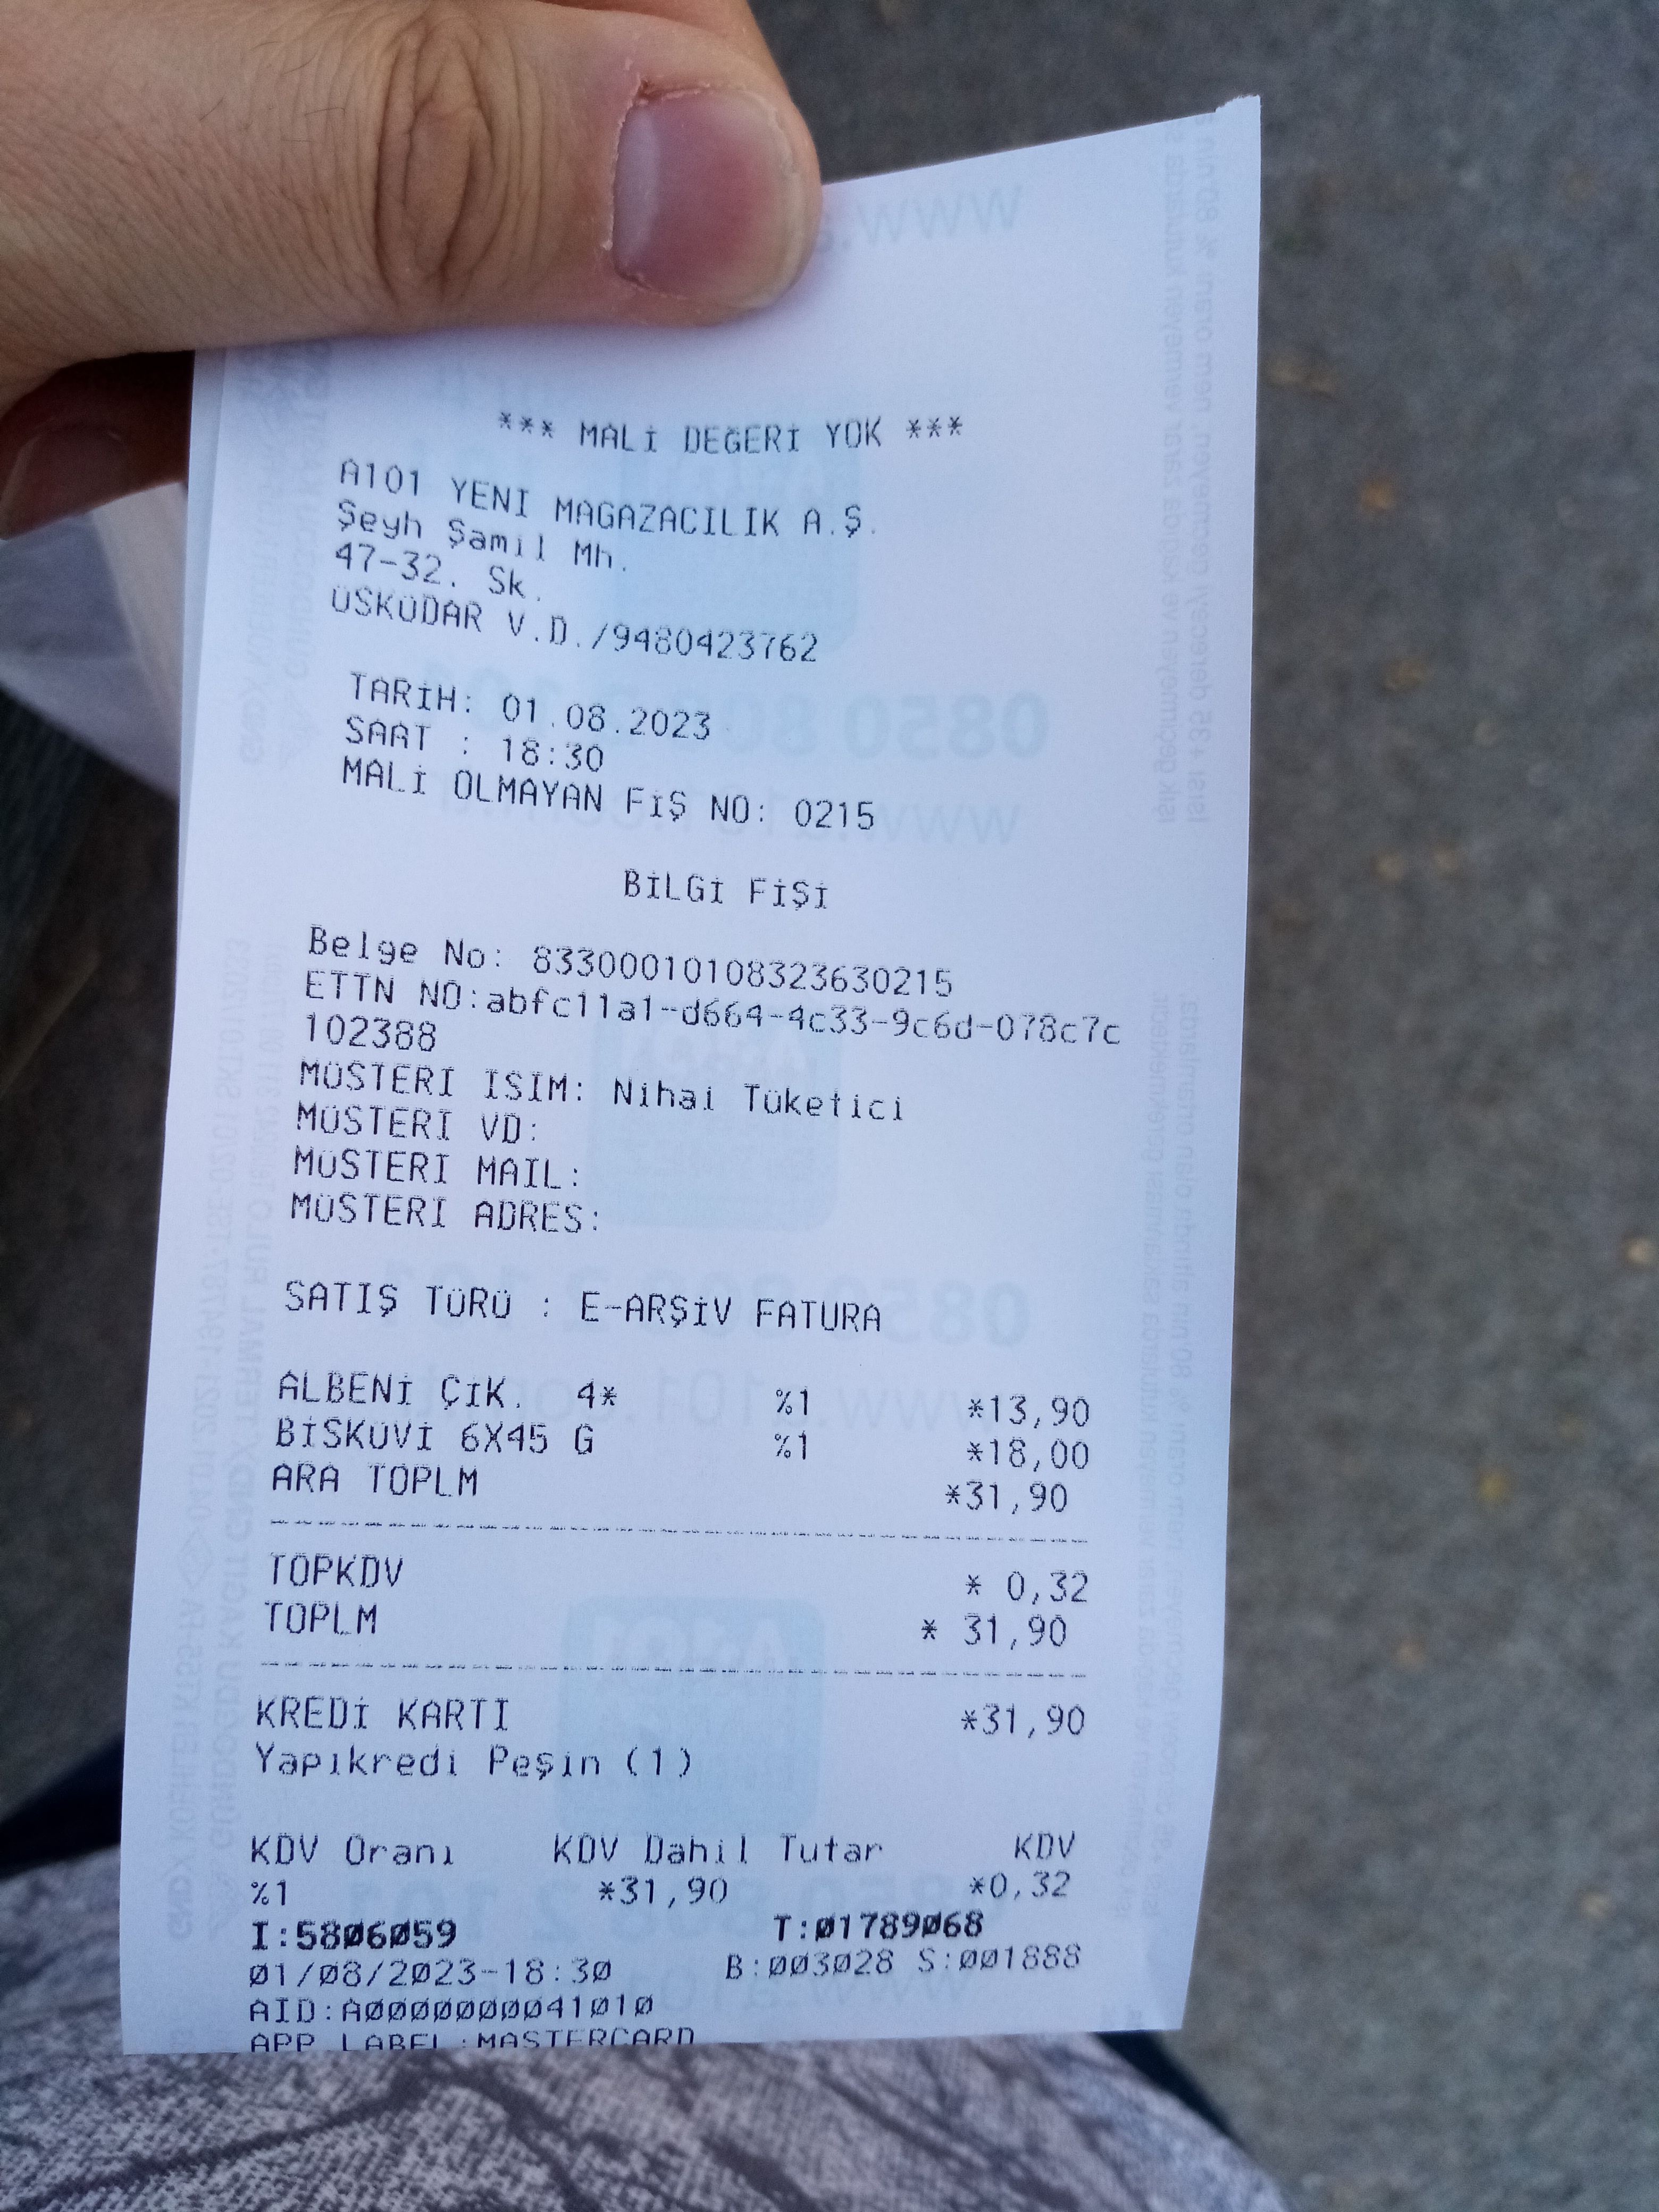 *** MALİ DEĞERİ YOK ***
A101 YENI MAGAZACILIK A.Ş.
Şeyh Şamil Mh.
47-32. Sk.
ÜSKÜDAR V.D./9480423762
TARİH: 01.08.2023
SAAT : 18:30
MALİ OLMAYAN FİŞ NO: 0215
BİLGİ FİŞİ
Belge No: 83300010108323630215
ETTN NO:abfc11a1-d664-4c33-9c6d-078c7c
102388
MÜSTERI ISIM: Nihai Tüketici
MÜSTERI VD:
MÜSTERI MAIL:
MÜSTERI ADRES:
SATIŞ TÜRÜ : E-ARŞİV FATURA
ALBENİ ÇİK. 4* %1 *13,90
BİSKÜVİ 6X45 G %1 *18,00
ARA TOPLM *31,90
TOPKDV * 0,32
TOPLM * 31,90
KREDİ KARTI *31,90
Yapıkredi Peşin (1)
KDV Oranı KDV Dahil Tutar KDV
%1 *31,90 *0,32
I:5806059 T:01789068
01/08/2023-18:30 B:003028 S:001888
AID:A0000000041010
APP LABEL:MASTERCARD